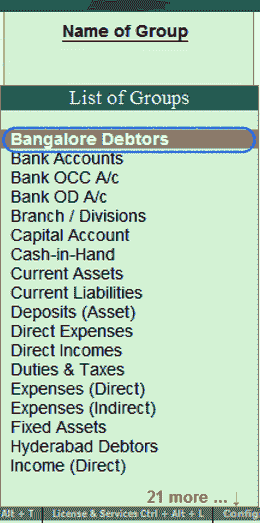 Name of Group
List of Groups
Bangalore Debtors
Bank Accounts
Bank OCC A/c
Bank OD A/c
Branch / Divisions
Capital Account
Cash-in-Hand
Current Assets
Current Liabilities
Deposits (Asset)
Direct Expenses
Direct Incomes
Duties & Taxes
Expenses (Direct)
Expenses (Indirect)
Fixed Assets
Hyderabad Debtors
Income (Direct)
21 more ... ↓
Alt + T License & Services Ctrl + Alt + L Config